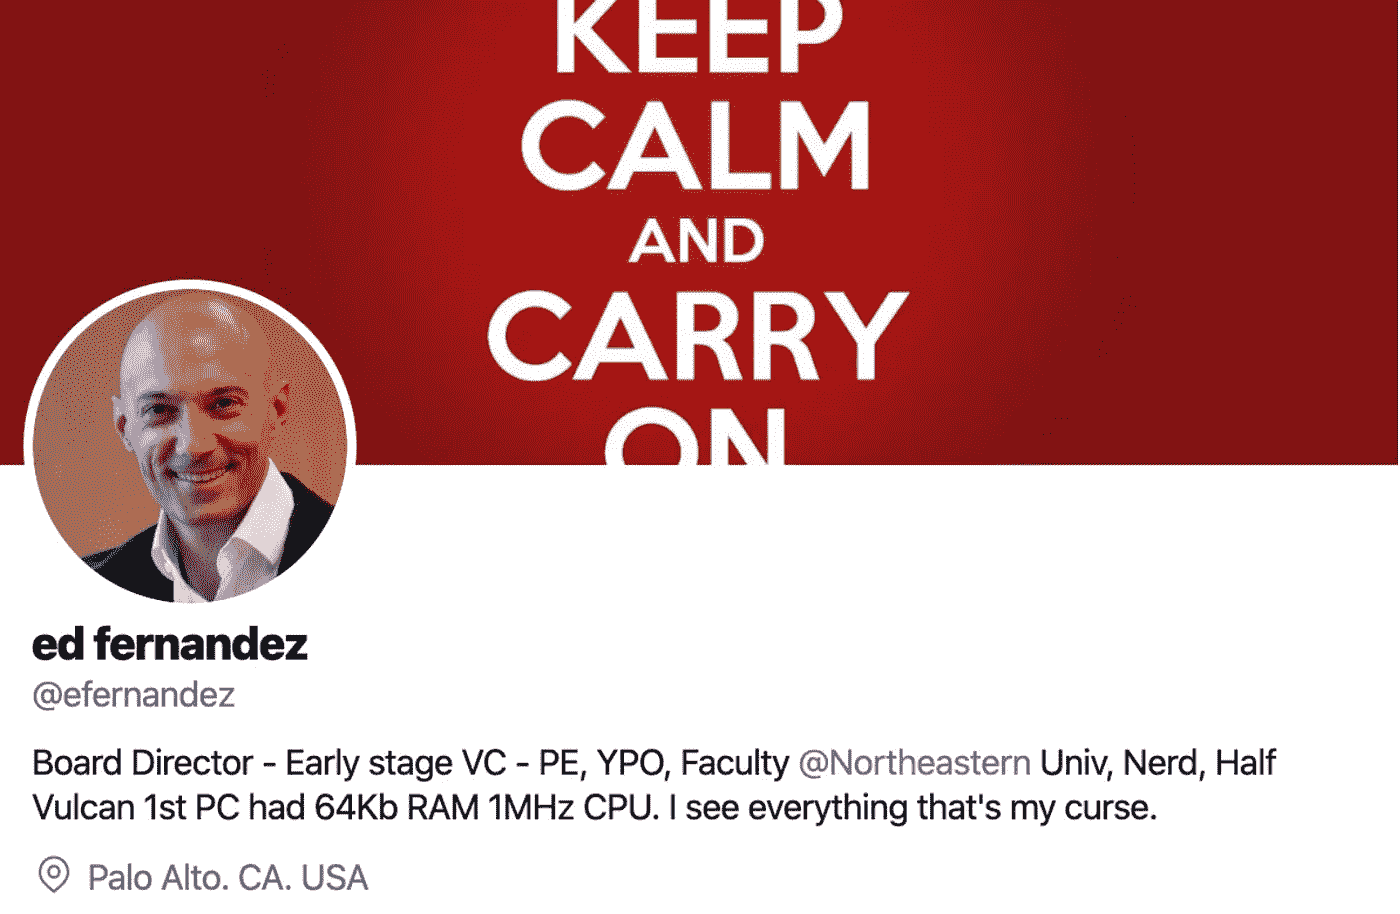 KEEP
CALM
AND
CARRY
ON
ed fernandez
@efernandez
Board Director - Early stage VC - PE, YPO, Faculty @Northeastern Univ, Nerd, Half
Vulcan 1st PC had 64Kb RAM 1MHz CPU. I see everything that's my curse.
Palo Alto. CA. USA